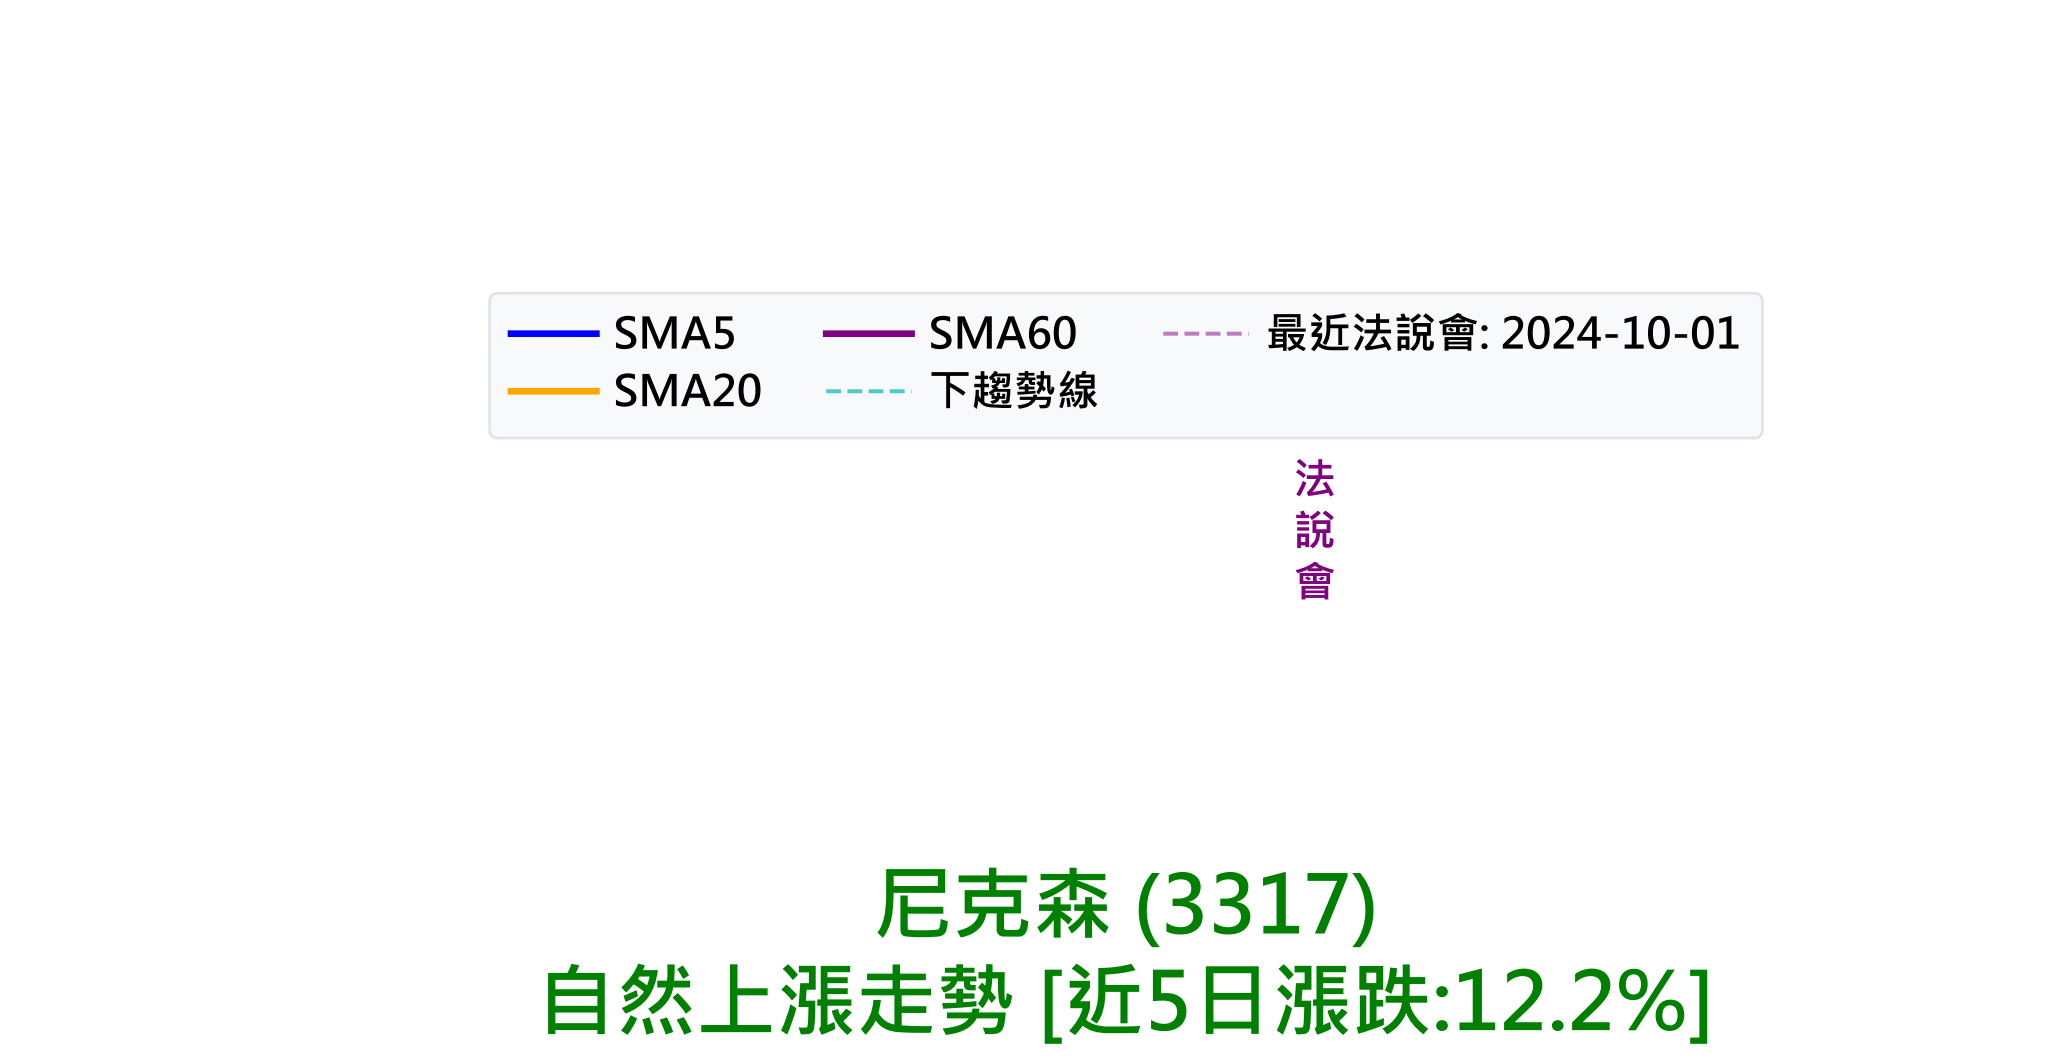 SMA5
SMA20
SMA60
下趨勢線
最近法說會: 2024-10-01
法
說
會
尼克森 (3317)
自然上漲走勢 [近5日漲跌:12.2%]